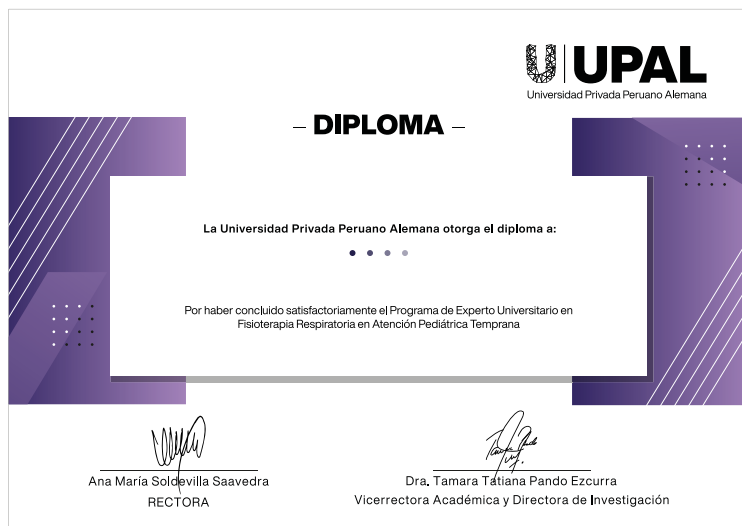 UPAL
Universidad Privada Peruano Alemana
– DIPLOMA –
La Universidad Privada Peruano Alemana otorga el diploma a:
Por haber concluido satisfactoriamente el Programa de Experto Universitario en
Fisioterapia Respiratoria en Atención Pediátrica Temprana
Ana María Soldevilla Saavedra
RECTORA
Dra. Tamara Tatiana Pando Ezcurra
Vicerrectora Académica y Directora de Investigación